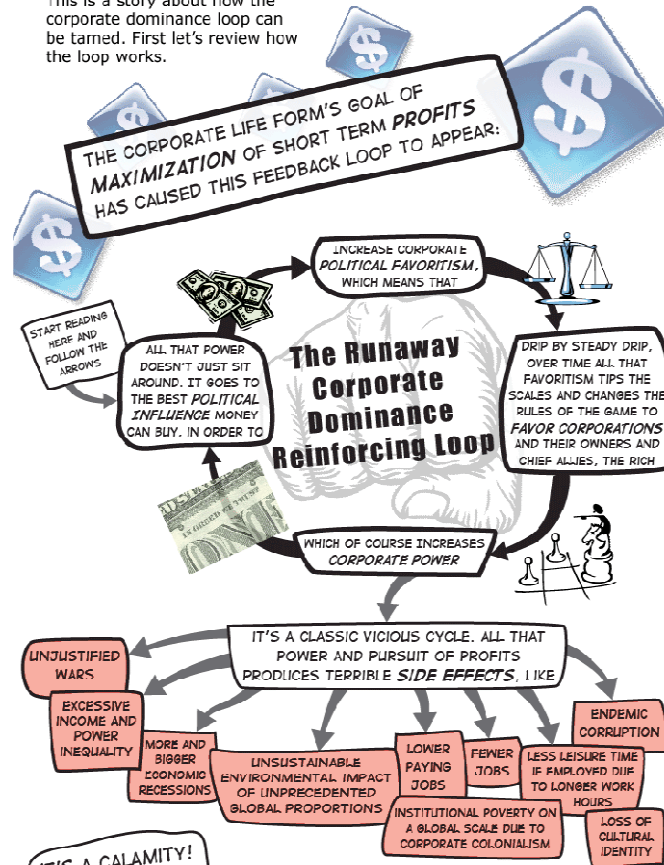 This is a story about how the
corporate dominance loop can
be tamed. First let's review how
the loop works.
THE CORPORATE LIFE FORM'S GOAL OF
MAXIMIZATION OF SHORT TERM PROFITS
HAS CAUSED THIS FEEDBACK LOOP TO APPEAR:
START READING
HERE AND
FOLLOW THE
ARROWS
ALL THAT POWER
DOESN'T JUST SIT
AROUND. IT GOES TO
THE BEST POLITICAL
INFLUENCE MONEY
CAN BUY. IN ORDER TO
INCREASE CORPORATE
POLITICAL FAVORITISM,
WHICH MEANS THAT
DRIP BY STEADY DRIP,
OVER TIME ALL THAT
FAVORITISM TIPS THE
SCALES AND CHANGES THE
RULES OF THE GAME TO
FAVOR CORPORATIONS
AND THEIR OWNERS AND
CHIEF ALLIES, THE RICH
The Runaway
Corporate
Dominance
Reinforcing Loop
WHICH OF COURSE INCREASES
CORPORATE POWER
IT'S A CLASSIC VICIOUS CYCLE. ALL THAT
POWER AND PURSUIT OF PROFITS
PRODUCES TERRIBLE SIDE EFFECTS, LIKE
UNJUSTIFIED
WARS
EXCESSIVE
INCOME AND
POWER
INEQUALITY
MORE AND
BIGGER
ECONOMIC
RECESSIONS
UNSUSTAINABLE
ENVIRONMENTAL IMPACT
OF UNPRECEDENTED
GLOBAL PROPORTIONS
LOWER
PAYING
JOBS
FEWER
JOBS
INSTITUTIONAL POVERTY ON
A GLOBAL SCALE DUE TO
CORPORATE COLONIALISM
LESS LEISURE TIME
IF EMPLOYED DUE
TO LONGER WORK
HOURS
ENDEMIC
CORRUPTION
LOSS OF
CULTURAL
IDENTITY
IT'S A CALAMITY!